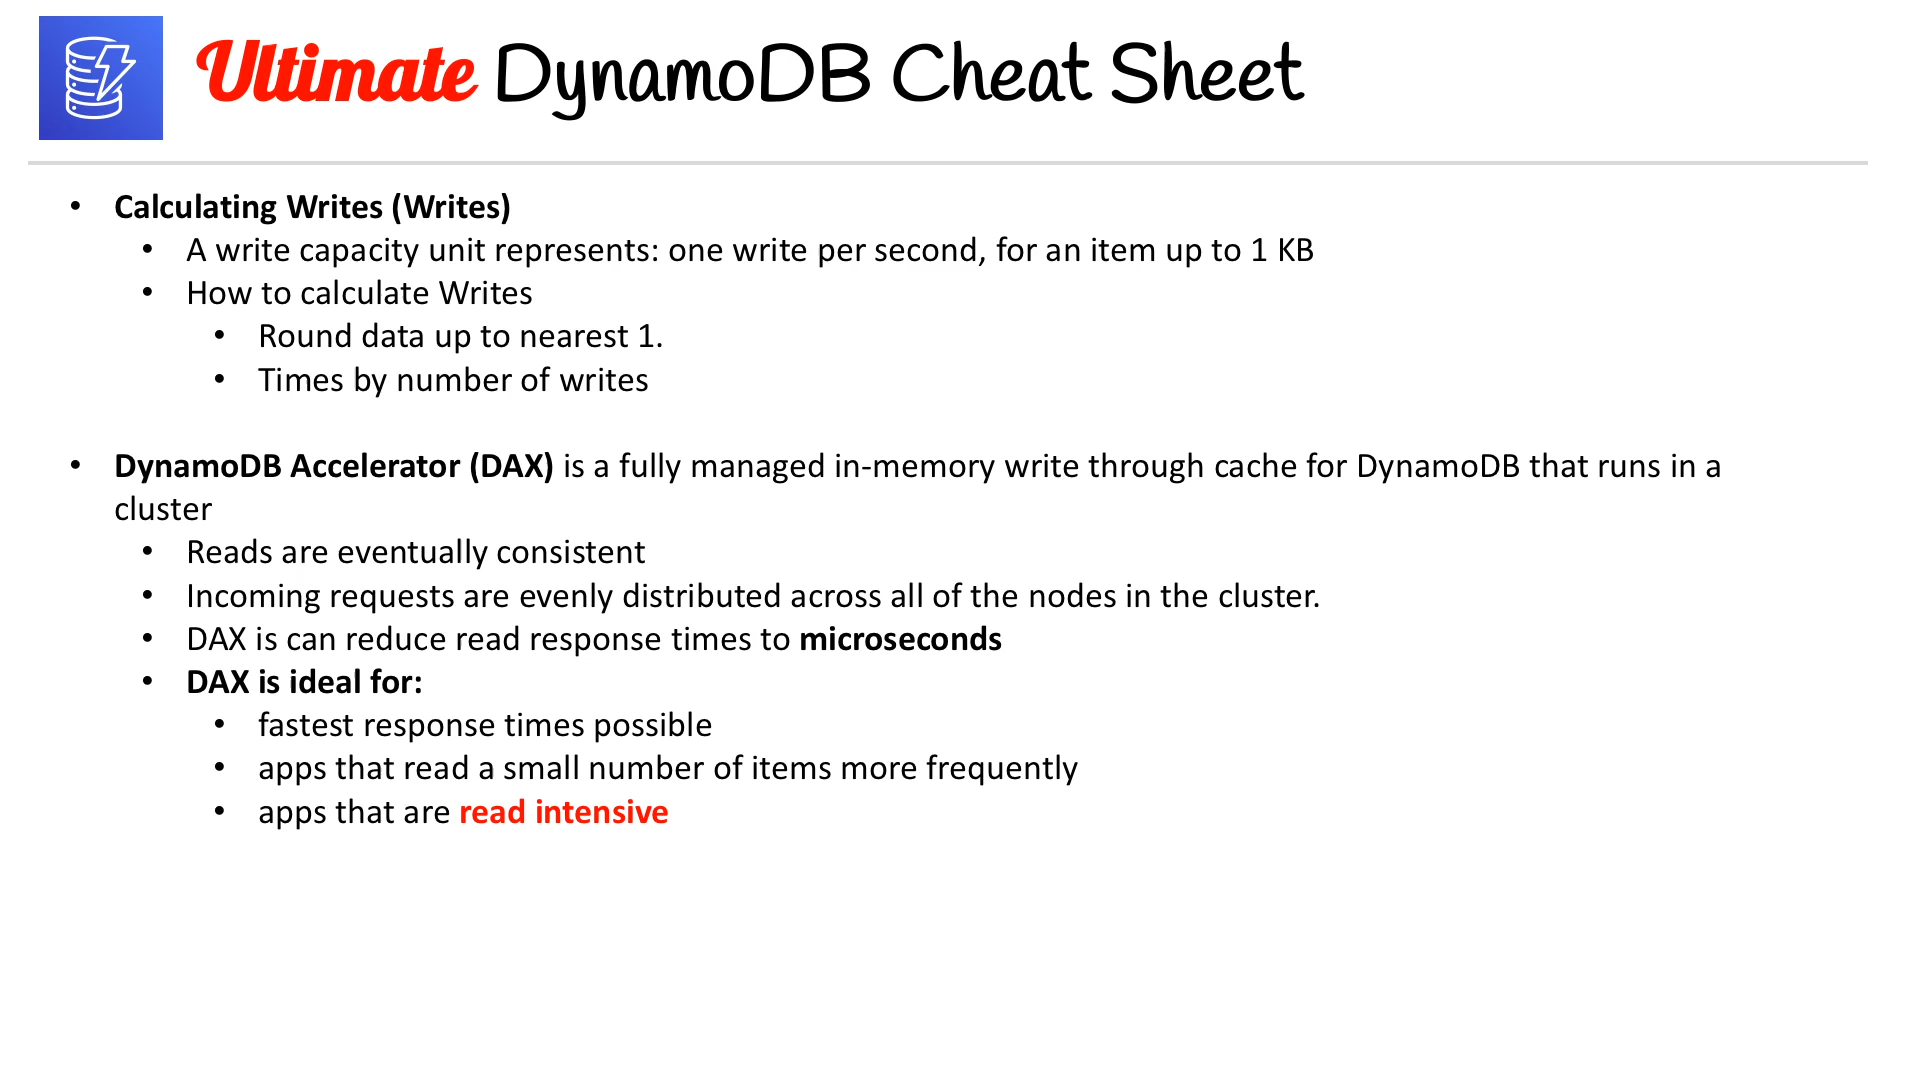 Ultimate DynamoDB Cheat Sheet
• Calculating Writes (Writes)
• A write capacity unit represents: one write per second, for an item up to 1 KB
• How to calculate Writes
• Round data up to nearest 1.
• Times by number of writes
• DynamoDB Accelerator (DAX) is a fully managed in-memory write through cache for DynamoDB that runs in a
cluster
• Reads are eventually consistent
• Incoming requests are evenly distributed across all of the nodes in the cluster.
• DAX is can reduce read response times to microseconds
• DAX is ideal for:
• fastest response times possible
• apps that read a small number of items more frequently
• apps that are read intensive